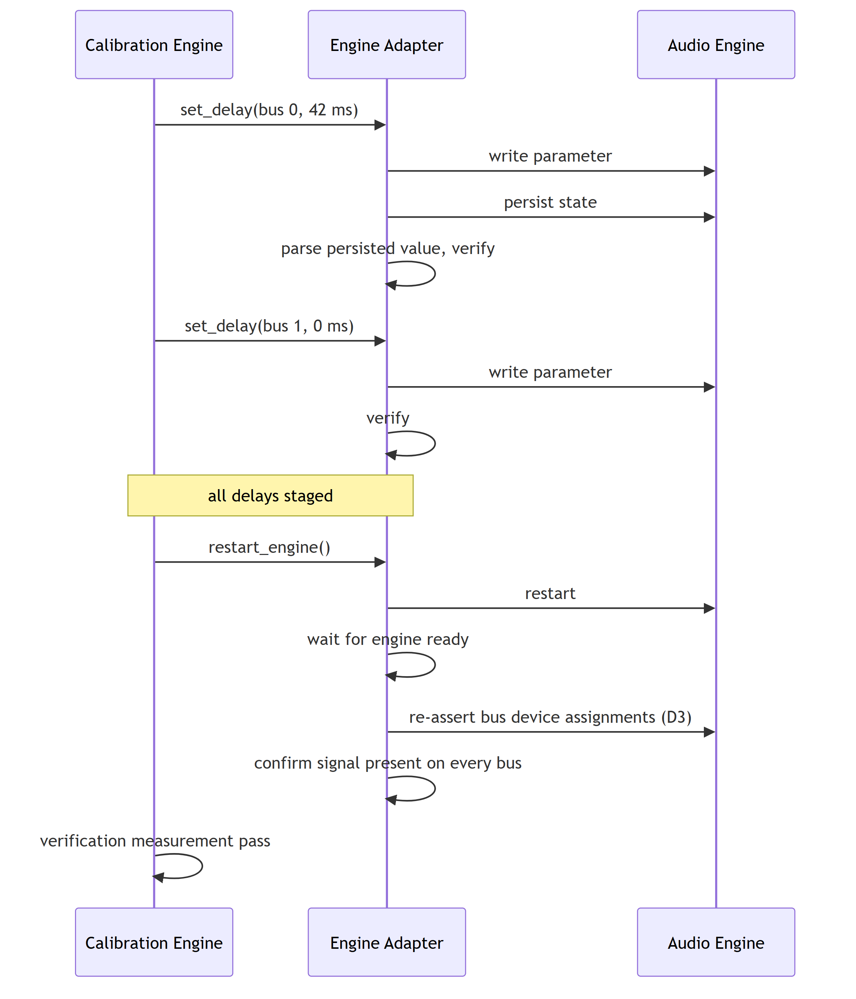 Calibration Engine
Engine Adapter
Audio Engine
set_delay(bus 0, 42 ms)
write parameter
persist state
parse persisted value, verify
set_delay(bus 1, 0 ms)
write parameter
verify
all delays staged
restart_engine()
restart
wait for engine ready
re-assert bus device assignments (D3)
confirm signal present on every bus
verification measurement pass
Calibration Engine
Engine Adapter
Audio Engine